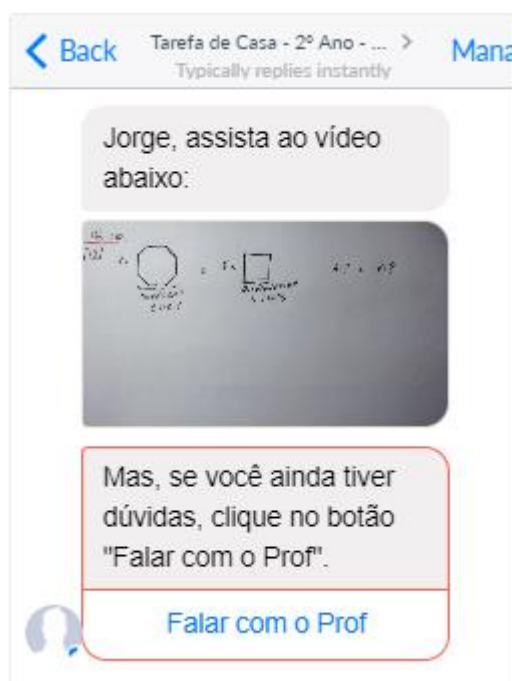 Back
Tarefa de Casa - 2º Ano - ... >
Typically replies instantly
Mana
Jorge, assista ao vídeo
abaixo:
Mas, se você ainda tiver
dúvidas, clique no botão
"Falar com o Prof".
Falar com o Prof